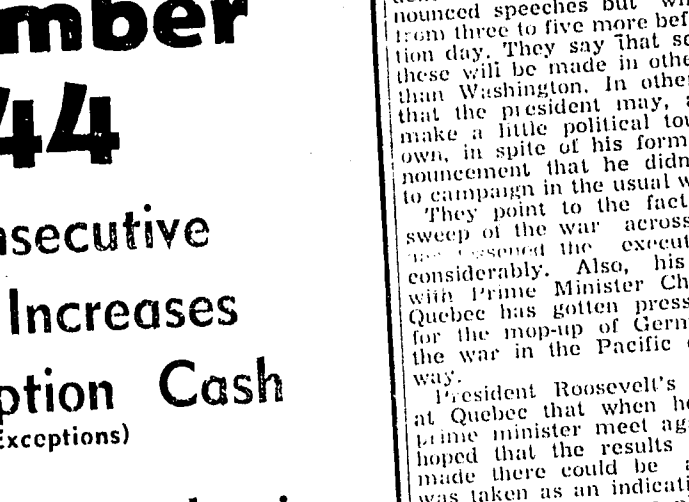 mber
44
secutive
Increases
ption Cash
Exceptions)
nounced speeches but
from three to five more bef
tion day. They say that so
these will be made in othe
than Washington. In other
that the president may,
make a little political tou
own, in spite of his form
nouncement that he didn
to campaign in the usual w
They point to the fact
sweep of the war across
the execut
considerably. Also, his
with Prime Minister Ch
Quebec has gotten press
for the mop-up of Germ
the war in the Pacific
way.
President Roosevelt's
at Quebec that when he
prime minister meet aga
hoped that the results
made there could be
was taken as an indicati